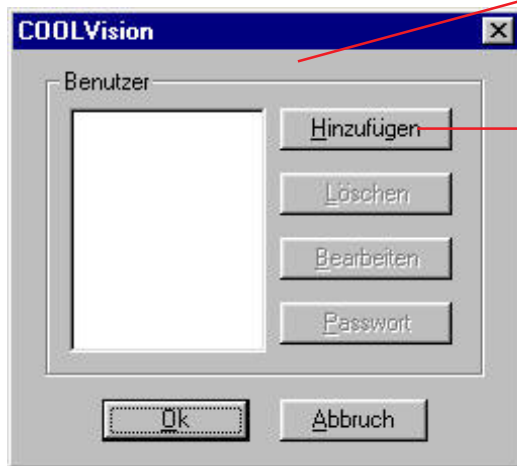 COOLVision
Benutzer
Hinzufügen
Löschen
Bearbeiten
Passwort
Ok
Abbruch